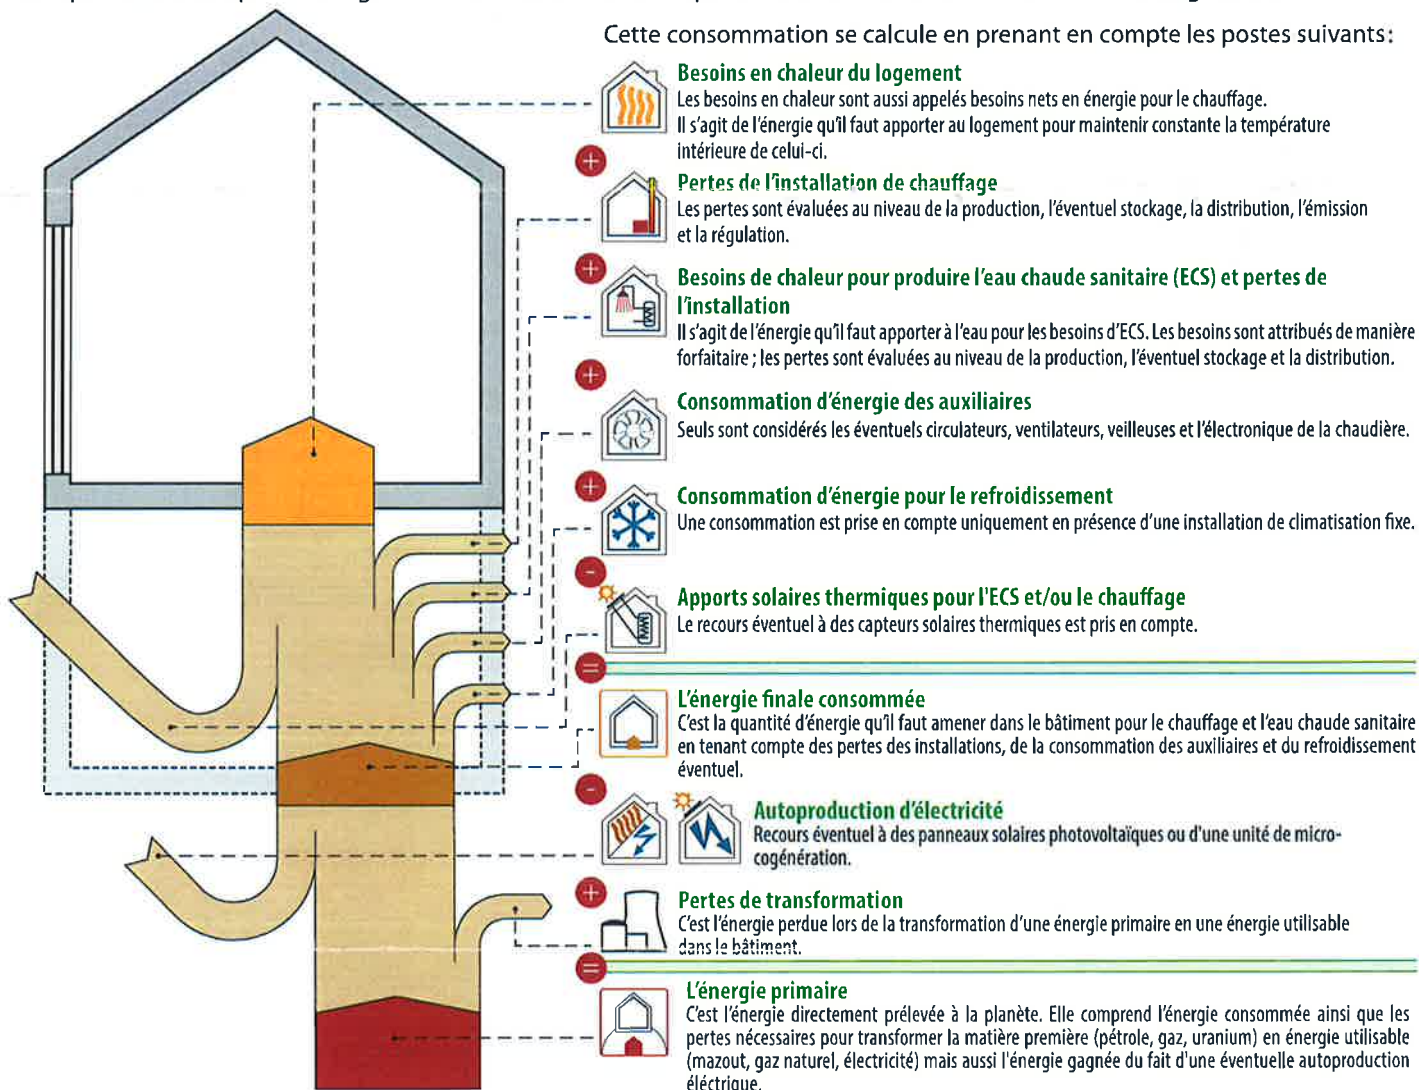 Cette consommation se calcule en prenant en compte les postes suivants:
Besoins en chaleur du logement
Les besoins en chaleur sont aussi appelés besoins nets en énergie pour le chauffage.
Il s'agit de l'énergie qu'il faut apporter au logement pour maintenir constante la température
intérieure de celui-ci.
+
Pertes de l'installation de chauffage
Les pertes sont évaluées au niveau de la production, l'éventuel stockage, la distribution, l'émission
et la régulation.
+
Besoins de chaleur pour produire l'eau chaude sanitaire (ECS) et pertes de
l'installation
Il s'agit de l'énergie qu'il faut apporter à l'eau pour les besoins d'ECS. Les besoins sont attribués de manière
forfaitaire ; les pertes sont évaluées au niveau de la production, l'éventuel stockage et la distribution.
+
Consommation d'énergie des auxiliaires
Seuls sont considérés les éventuels circulateurs, ventilateurs, veilleuses et l'électronique de la chaudière.
+
Consommation d'énergie pour le refroidissement
Une consommation est prise en compte uniquement en présence d'une installation de climatisation fixe.
-
Apports solaires thermiques pour l'ECS et/ou le chauffage
Le recours éventuel à des capteurs solaires thermiques est pris en compte.
=
L'énergie finale consommée
C'est la quantité d'énergie qu'il faut amener dans le bâtiment pour le chauffage et l'eau chaude sanitaire
en tenant compte des pertes des installations, de la consommation des auxiliaires et du refroidissement
éventuel.
-
Autoproduction d'électricité
Recours éventuel à des panneaux solaires photovoltaïques ou d'une unité de micro-
cogénération.
+
Pertes de transformation
C'est l'énergie perdue lors de la transformation d'une énergie primaire en une énergie utilisable
dans le bâtiment.
=
L'énergie primaire
C'est l'énergie directement prélevée à la planète. Elle comprend l'énergie consommée ainsi que les
pertes nécessaires pour transformer la matière première (pétrole, gaz, uranium) en énergie utilisable
(mazout, gaz naturel, électricité) mais aussi l'énergie gagnée du fait d'une éventuelle autoproduction
éléctrique.